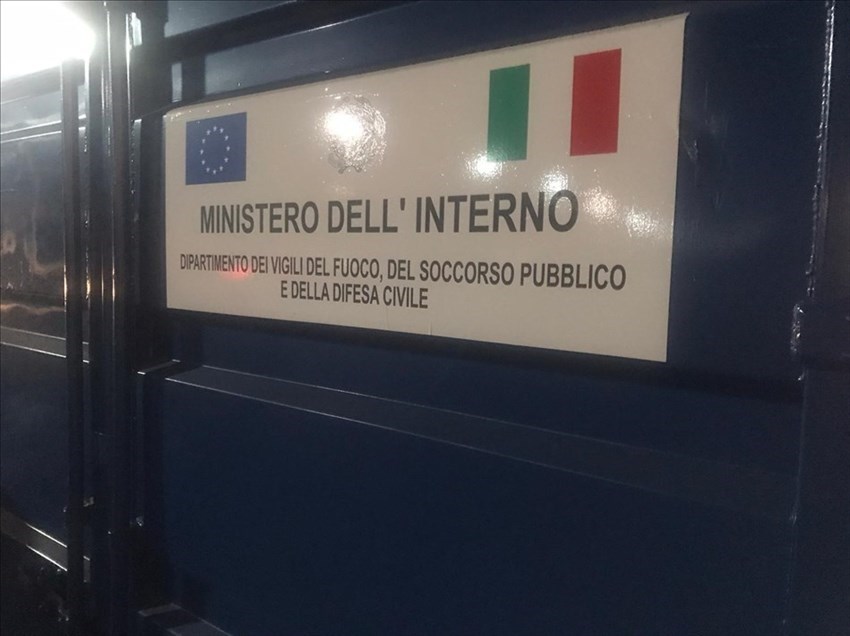 MINISTERO DELL' INTERNO
DIPARTIMENTO DEI VIGILI DEL FUOCO, DEL SOCCORSO PUBBLICO
E DELLA DIFESA CIVILE